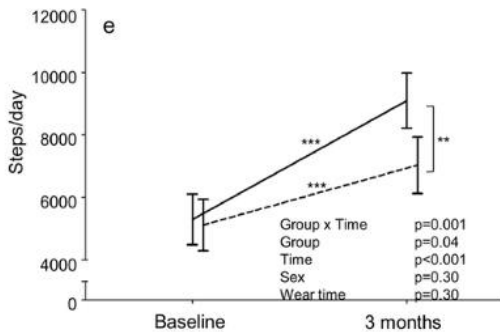 e
12000
10000
8000
6000
4000
0
Steps/day
***
***
**
Group x Time p=0.001
Group p=0.04
Time p<0.001
Sex p=0.30
Wear time p=0.30
Baseline 3 months